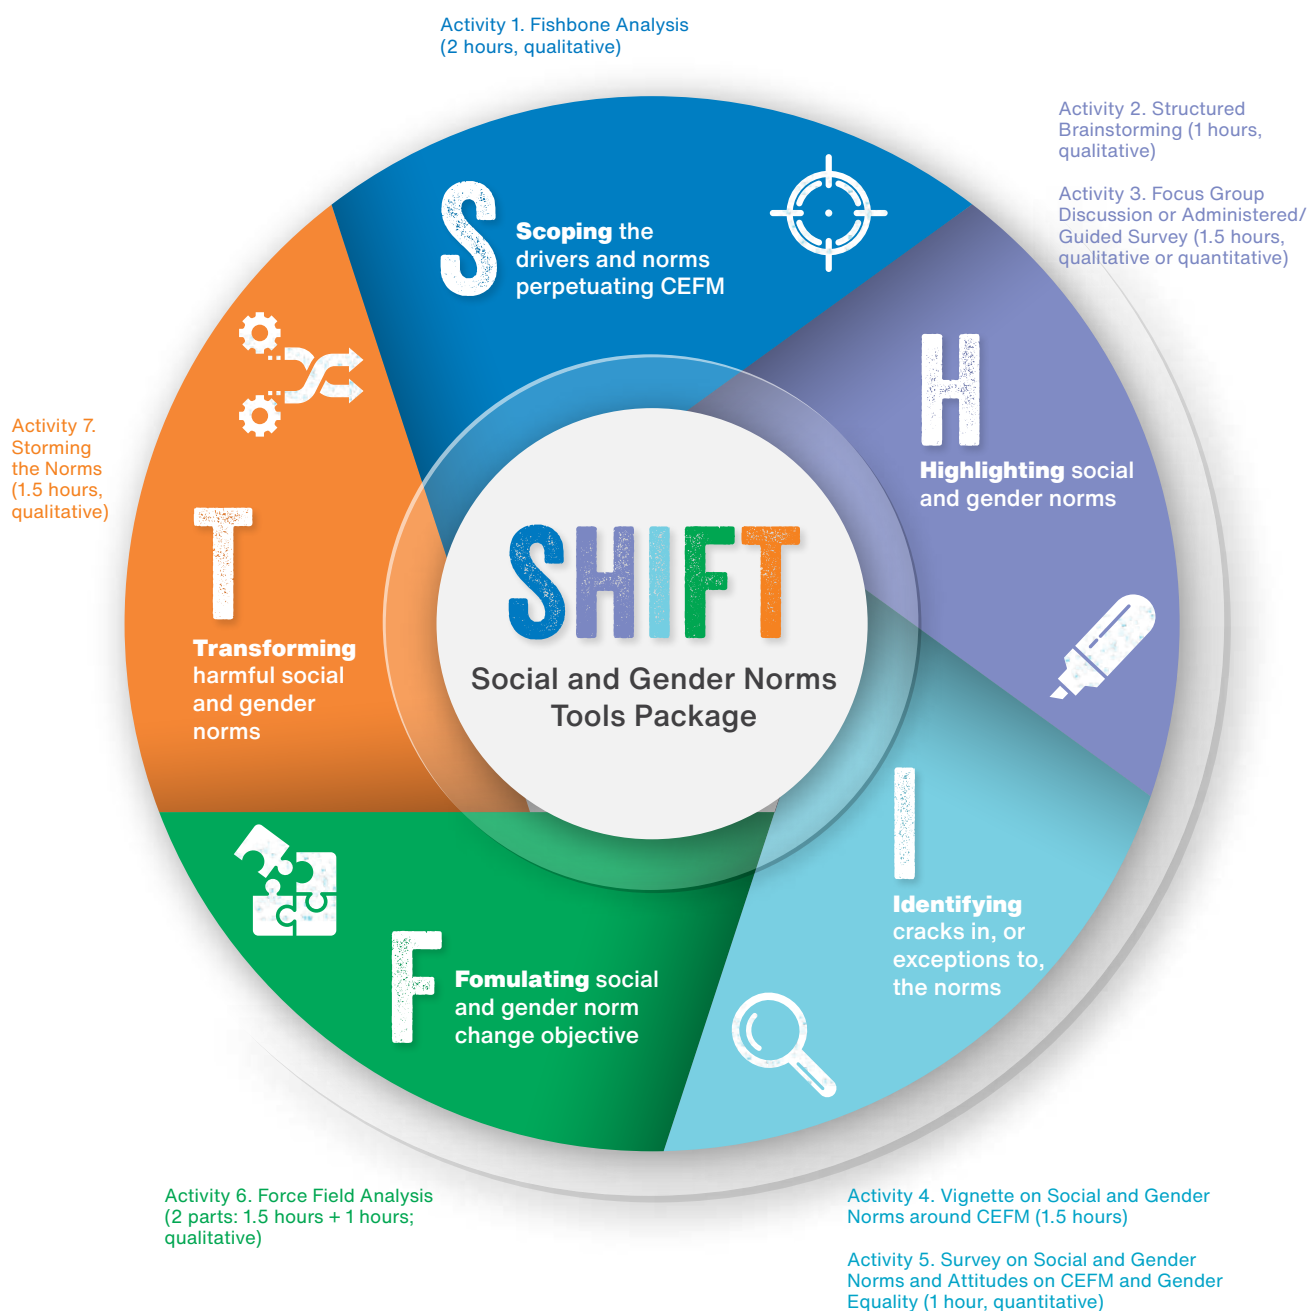 Activity 1. Fishbone Analysis
(2 hours, qualitative)
Activity 2. Structured
Brainstorming (1 hours,
qualitative)
Activity 3. Focus Group
Discussion or Administered/
Guided Survey (1.5 hours,
qualitative or quantitative)
S
Scoping the
drivers and norms
perpetuating CEFM
H
Highlighting social
and gender norms
I
Identifying
cracks in, or
exceptions to,
the norms
F
Fomulating social
and gender norm
change objective
T
Transforming
harmful social
and gender
norms
SHIFT
Social and Gender Norms
Tools Package
Activity 7.
Storming
the Norms
(1.5 hours,
qualitative)
Activity 6. Force Field Analysis
(2 parts: 1.5 hours + 1 hours;
qualitative)
Activity 4. Vignette on Social and Gender
Norms around CEFM (1.5 hours)
Activity 5. Survey on Social and Gender
Norms and Attitudes on CEFM and Gender
Equality (1 hour, quantitative)